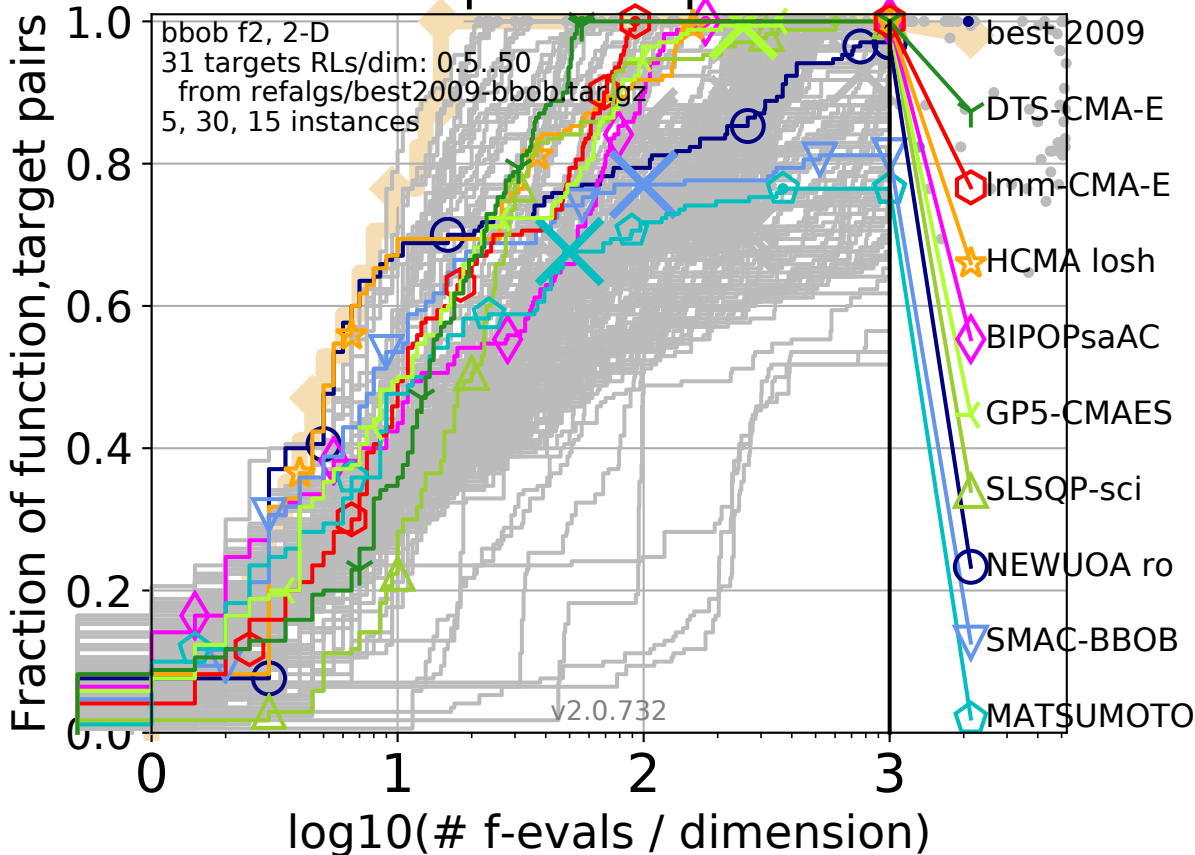 Fraction of function,target pairs
1.0
0.8
0.6
0.4
0.2
0.0
bbob f2, 2-D
31 targets RLs/dim: 0.5..50
from refalgs/best2009-bbob.tar.gz
5, 30, 15 instances
v2.0.732
best 2009
DTS-CMA-E
lmm-CMA-E
HCMA losh
BIPOPsaAC
GP5-CMAES
SLSQP-sci
NEWUOA ro
SMAC-BBOB
MATSUMOTO
0 1 2 3
log10(# f-evals / dimension)